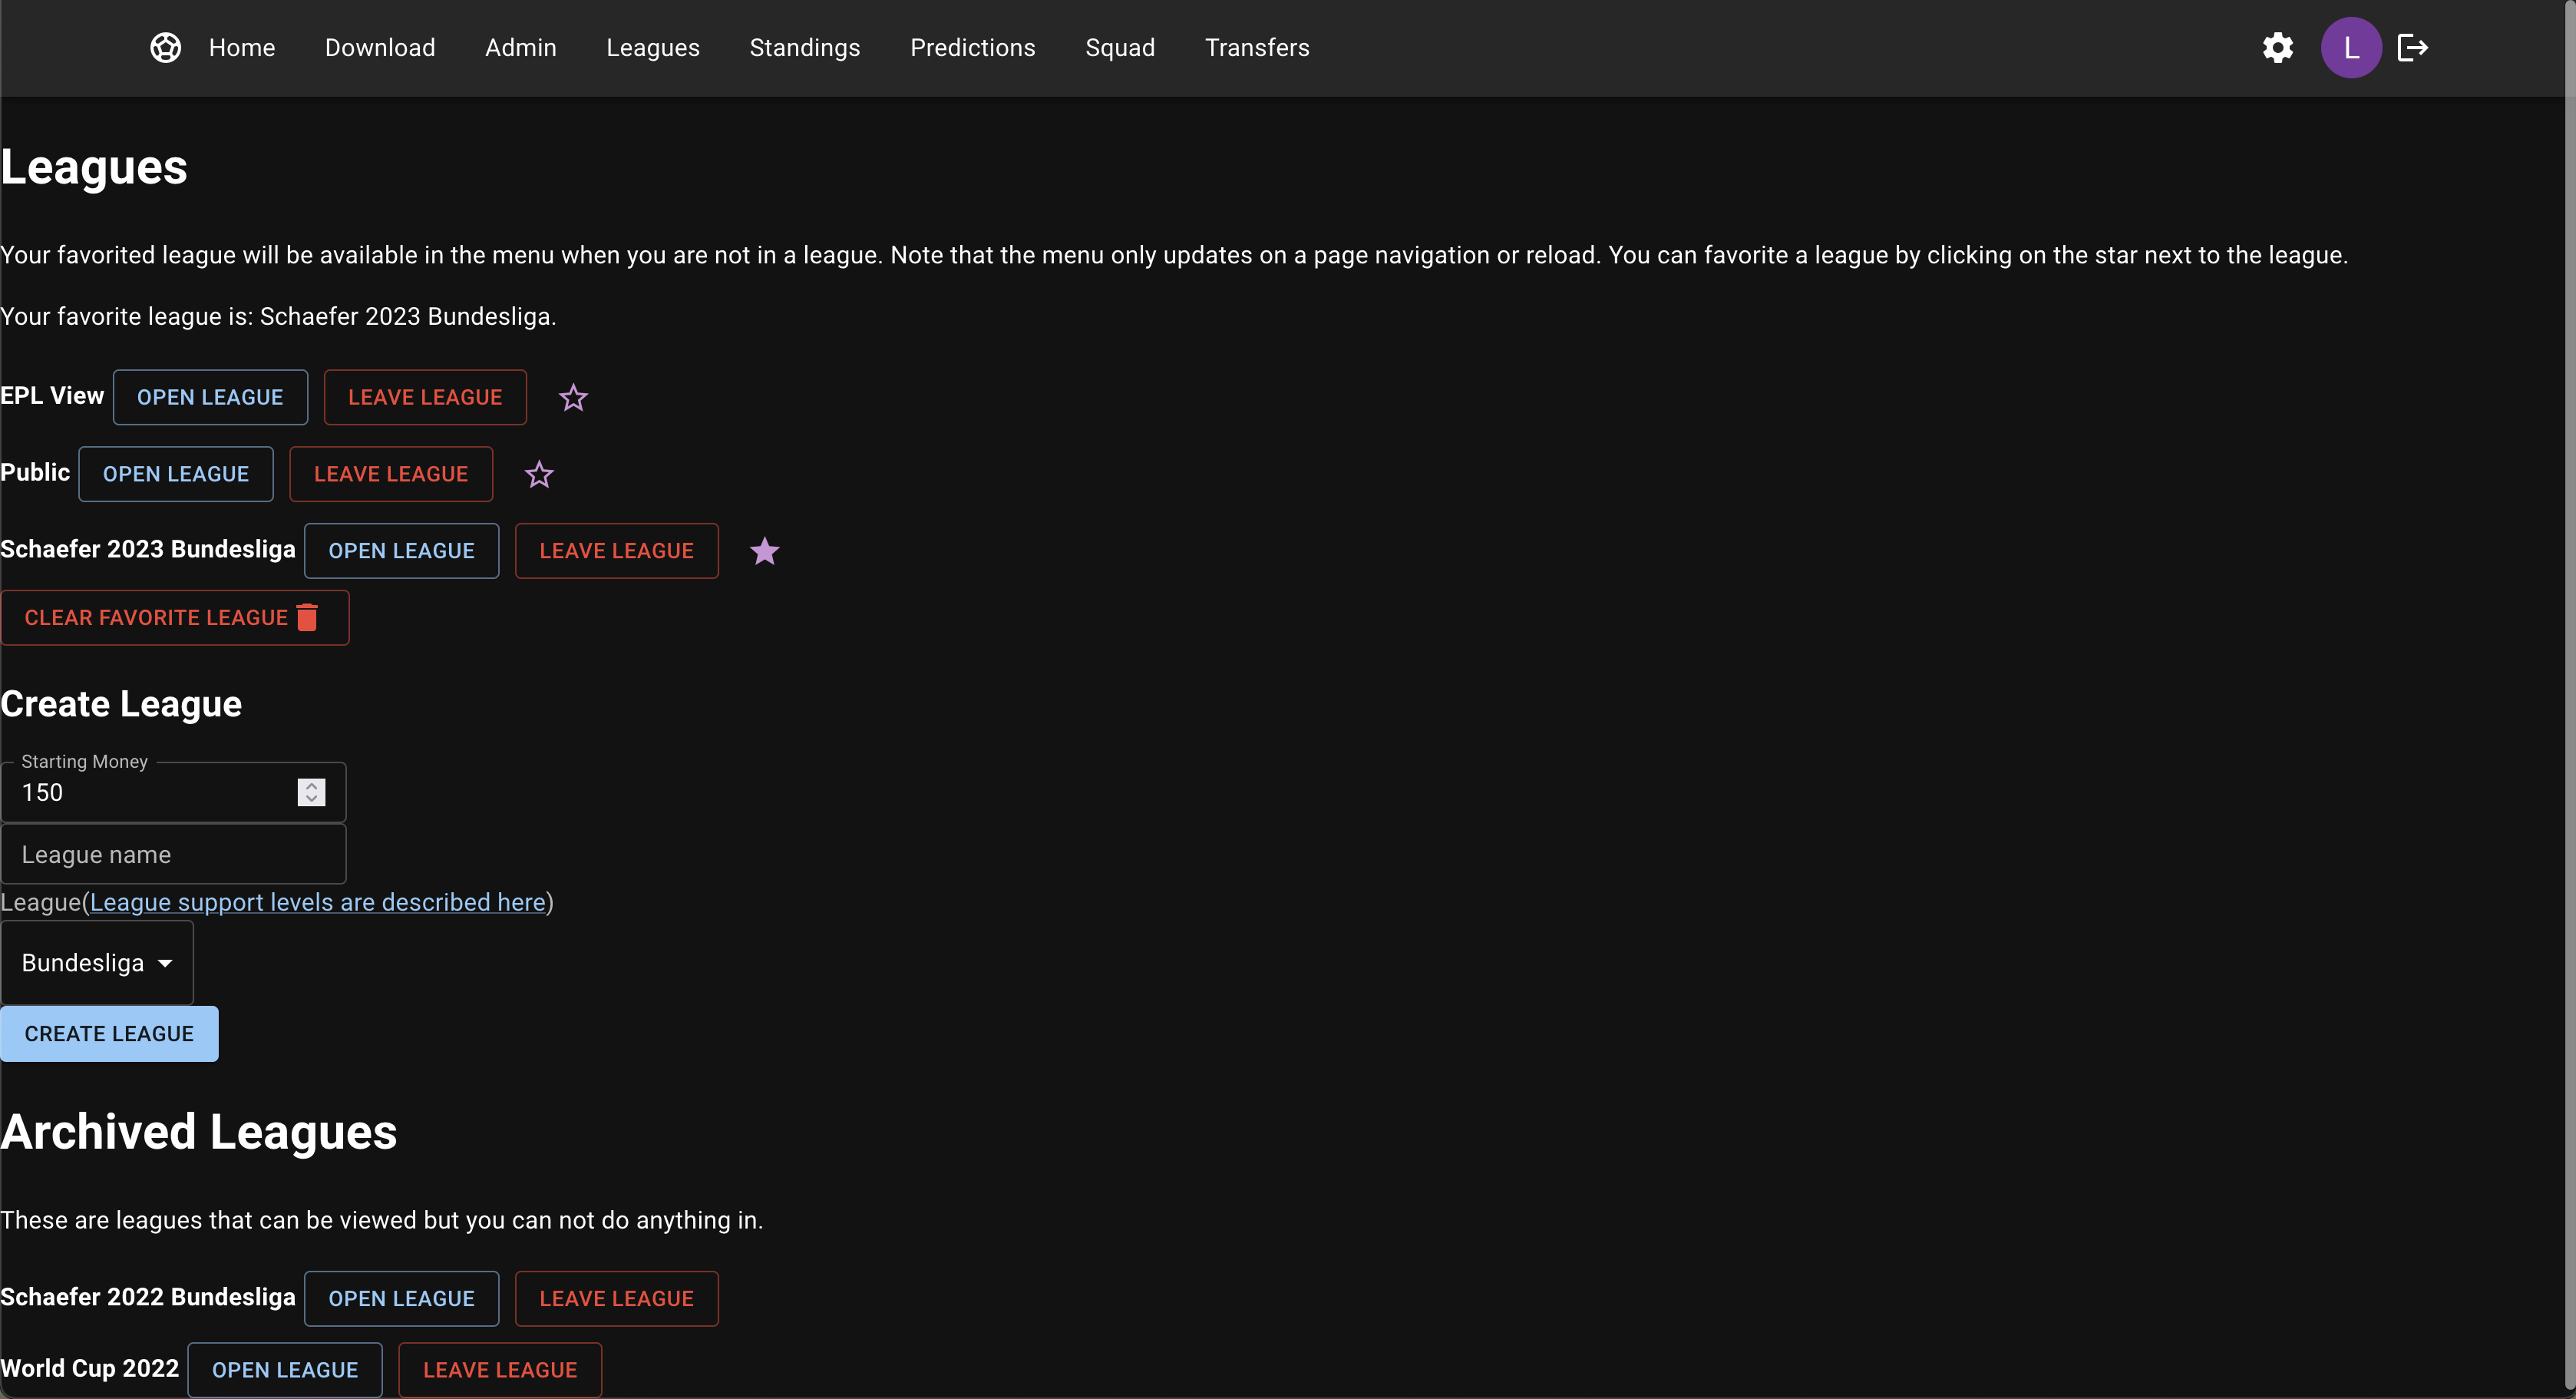 Home Download Admin Leagues Standings Predictions Squad Transfers L
Leagues
Your favorited league will be available in the menu when you are not in a league. Note that the menu only updates on a page navigation or reload. You can favorite a league by clicking on the star next to the league.
Your favorite league is: Schaefer 2023 Bundesliga.
EPL View OPEN LEAGUE LEAVE LEAGUE
Public OPEN LEAGUE LEAVE LEAGUE
Schaefer 2023 Bundesliga OPEN LEAGUE LEAVE LEAGUE
CLEAR FAVORITE LEAGUE
Create League
Starting Money
150
League name
League(League support levels are described here)
Bundesliga
CREATE LEAGUE
Archived Leagues
These are leagues that can be viewed but you can not do anything in.
Schaefer 2022 Bundesliga OPEN LEAGUE LEAVE LEAGUE
World Cup 2022 OPEN LEAGUE LEAVE LEAGUE